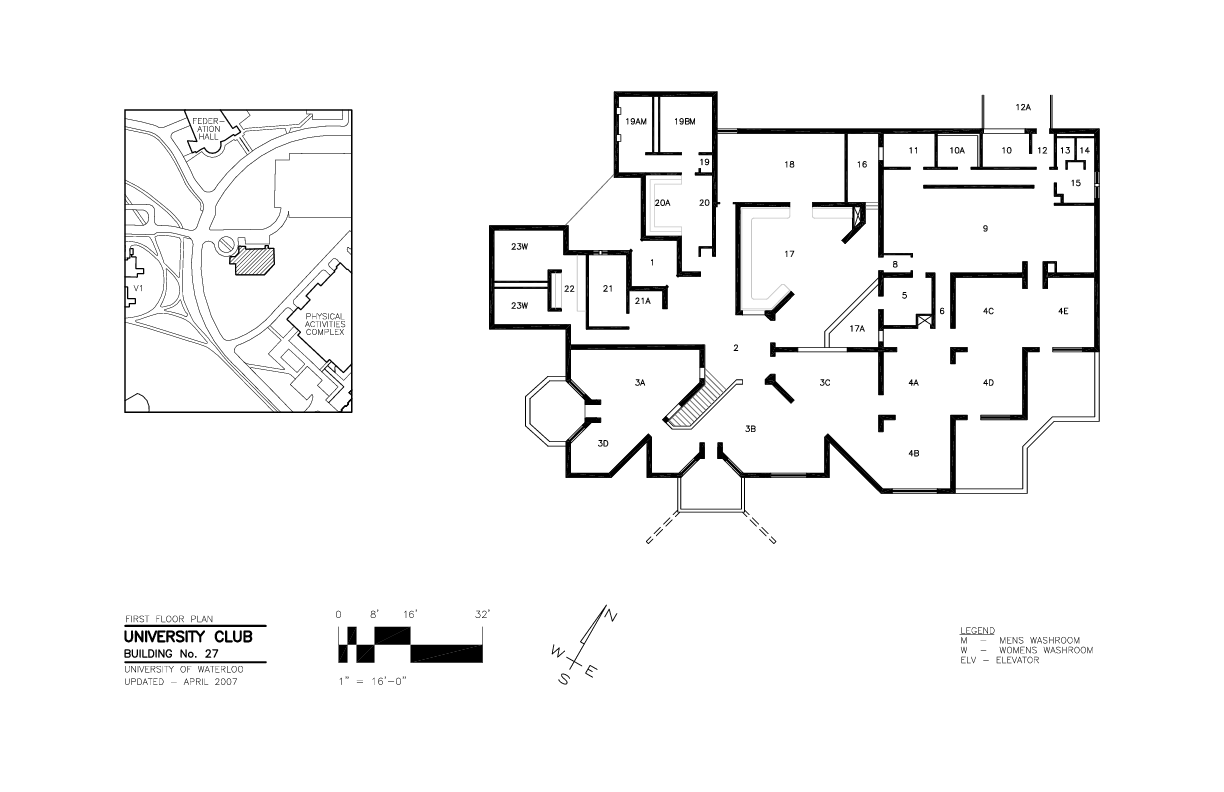 FEDER-
ATION
HALL
V1
PHYSICAL
ACTIVITIES
COMPLEX
12A
19AM
19BM
11
10A
10
12
13
14
19
18
16
15
20A
20
9
23W
17
1
8
22
21
21A
23W
5
6
4C
4E
17A
2
3A
3C
4A
4D
3B
3D
4B
FIRST FLOOR PLAN
UNIVERSITY CLUB
BUILDING No. 27
UNIVERSITY OF WATERLOO
UPDATED – APRIL 2007
0 8' 16' 32'
1" = 16'-0"
N
W
E
S
LEGEND
M – MENS WASHROOM
W – WOMENS WASHROOM
ELV – ELEVATOR